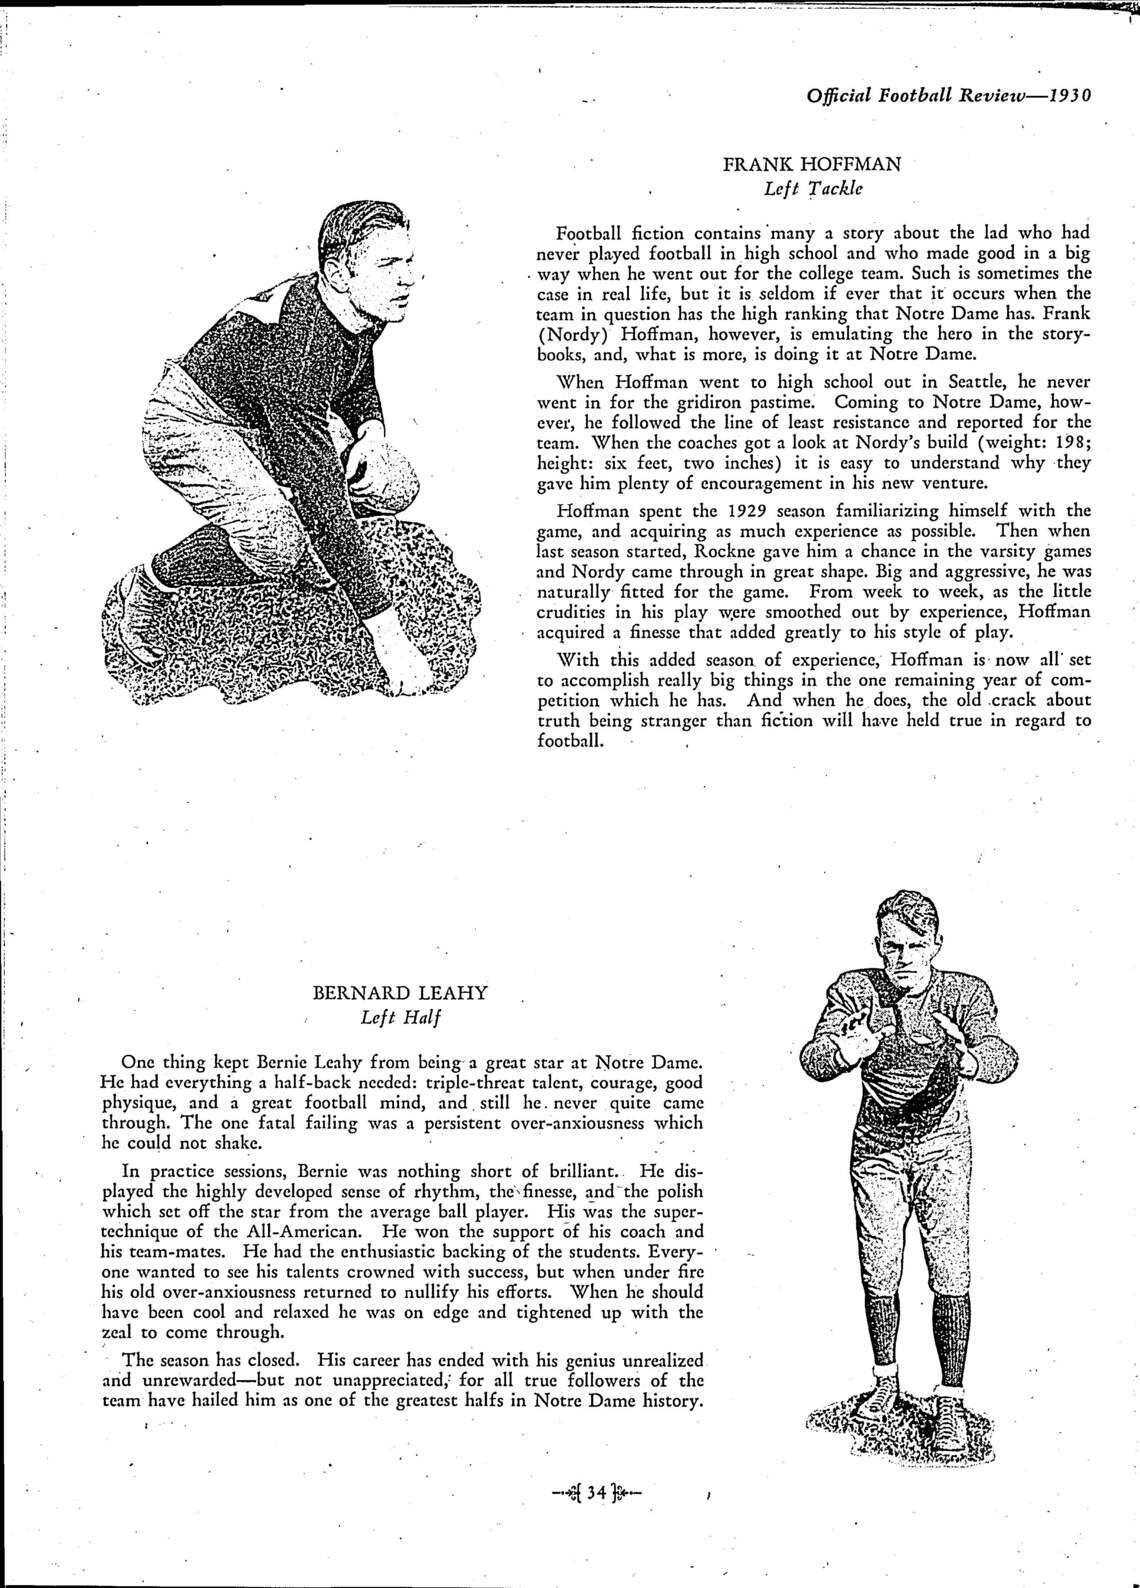 Official Football Review—1930
FRANK HOFFMAN
Left Tackle
Football fiction contains many a story about the lad who had
never played football in high school and who made good in a big
way when he went out for the college team. Such is sometimes the
case in real life, but it is seldom if ever that it occurs when the
team in question has the high ranking that Notre Dame has. Frank
(Nordy) Hoffman, however, is emulating the hero in the story-
books, and, what is more, is doing it at Notre Dame.
When Hoffman went to high school out in Seattle, he never
went in for the gridiron pastime. Coming to Notre Dame, how-
ever, he followed the line of least resistance and reported for the
team. When the coaches got a look at Nordy's build (weight: 198;
height: six feet, two inches) it is easy to understand why they
gave him plenty of encouragement in his new venture.
Hoffman spent the 1929 season familiarizing himself with the
game, and acquiring as much experience as possible. Then when
last season started, Rockne gave him a chance in the varsity games
and Nordy came through in great shape. Big and aggressive, he was
naturally fitted for the game. From week to week, as the little
crudities in his play were smoothed out by experience, Hoffman
acquired a finesse that added greatly to his style of play.
With this added season of experience, Hoffman is now all set
to accomplish really big things in the one remaining year of com-
petition which he has. And when he does, the old crack about
truth being stranger than fiction will have held true in regard to
football.
BERNARD LEAHY
Left Half
One thing kept Bernie Leahy from being a great star at Notre Dame.
He had everything a half-back needed: triple-threat talent, courage, good
physique, and a great football mind, and still he never quite came
through. The one fatal failing was a persistent over-anxiousness which
he could not shake.
In practice sessions, Bernie was nothing short of brilliant. He dis-
played the highly developed sense of rhythm, the finesse, and the polish
which set off the star from the average ball player. His was the super-
technique of the All-American. He won the support of his coach and
his team-mates. He had the enthusiastic backing of the students. Every-
one wanted to see his talents crowned with success, but when under fire
his old over-anxiousness returned to nullify his efforts. When he should
have been cool and relaxed he was on edge and tightened up with the
zeal to come through.
The season has closed. His career has ended with his genius unrealized
and unrewarded—but not unappreciated, for all true followers of the
team have hailed him as one of the greatest halfs in Notre Dame history.
34